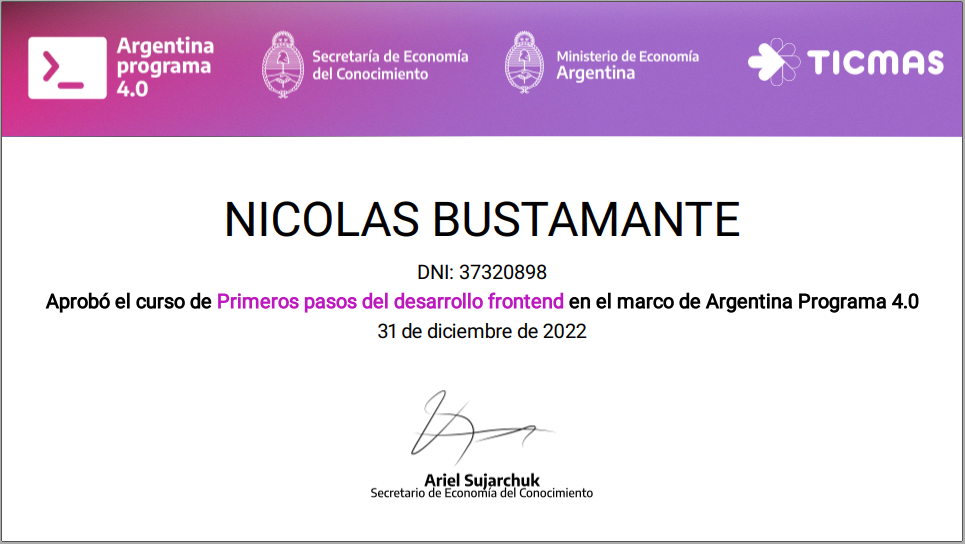 Argentina
programa
4.0
Secretaría de Economía
del Conocimiento
Ministerio de Economía
Argentina
TICMAS
NICOLAS BUSTAMANTE
DNI: 37320898
Aprobó el curso de Primeros pasos del desarrollo frontend en el marco de Argentina Programa 4.0
31 de diciembre de 2022
Ariel Sujarchuk
Secretario de Economía del Conocimiento